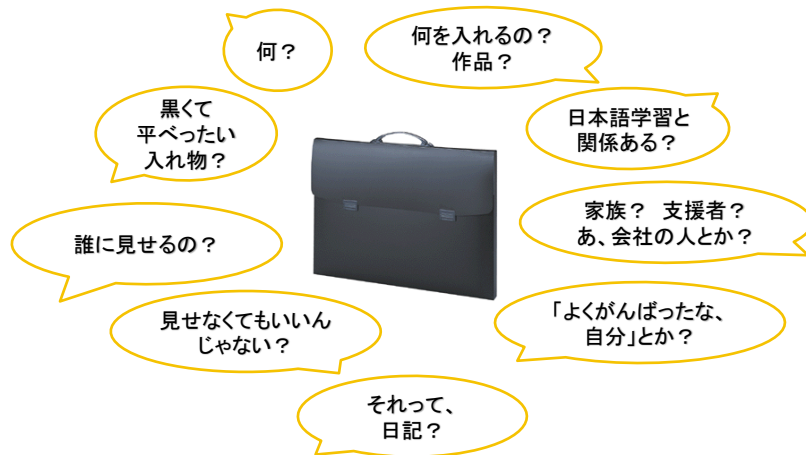 何？
何を入れるの？
作品？
黒くて
平べったい
入れ物？
日本語学習と
関係ある？
家族？　支援者？
あ、会社の人とか？
誰に見せるの？
見せなくてもいいん
じゃない？
「よくがんばったな、
自分」とか？
それって、
日記？